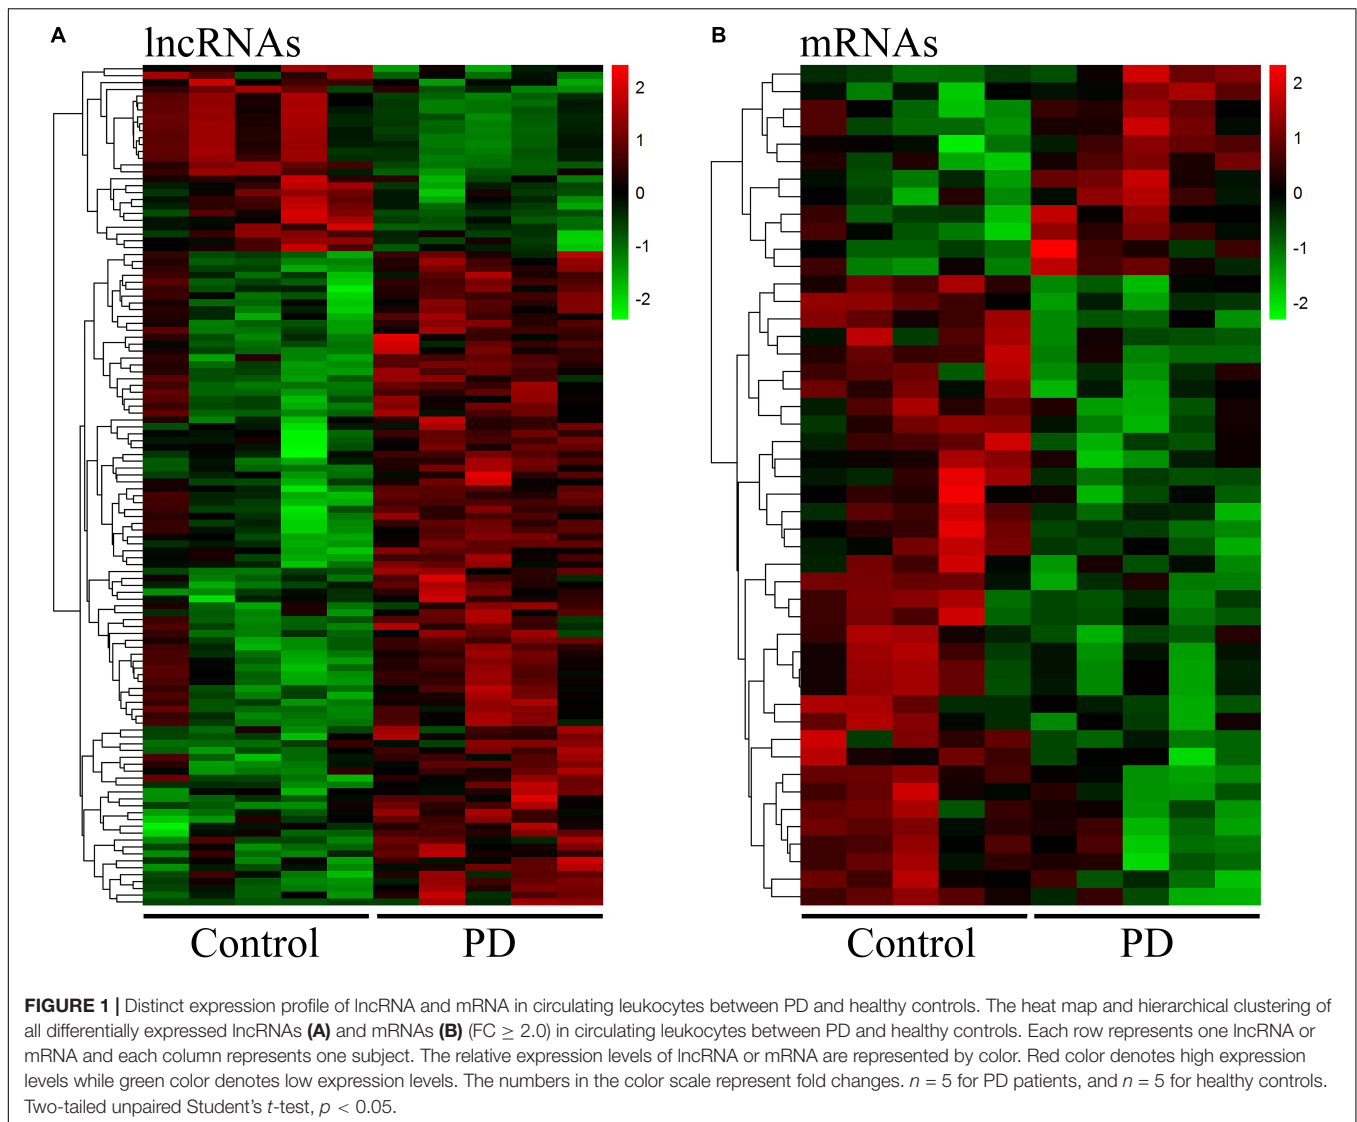 A
lncRNAs
2
1
0
-1
-2
Control
PD
B
mRNAs
2
1
0
-1
-2
Control
PD
FIGURE 1 | Distinct expression profile of lncRNA and mRNA in circulating leukocytes between PD and healthy controls. The heat map and hierarchical clustering of
all differentially expressed lncRNAs (A) and mRNAs (B) (FC ≥ 2.0) in circulating leukocytes between PD and healthy controls. Each row represents one lncRNA or
mRNA and each column represents one subject. The relative expression levels of lncRNA or mRNA are represented by color. Red color denotes high expression
levels while green color denotes low expression levels. The numbers in the color scale represent fold changes. n = 5 for PD patients, and n = 5 for healthy controls.
Two-tailed unpaired Student’s t-test, p < 0.05.